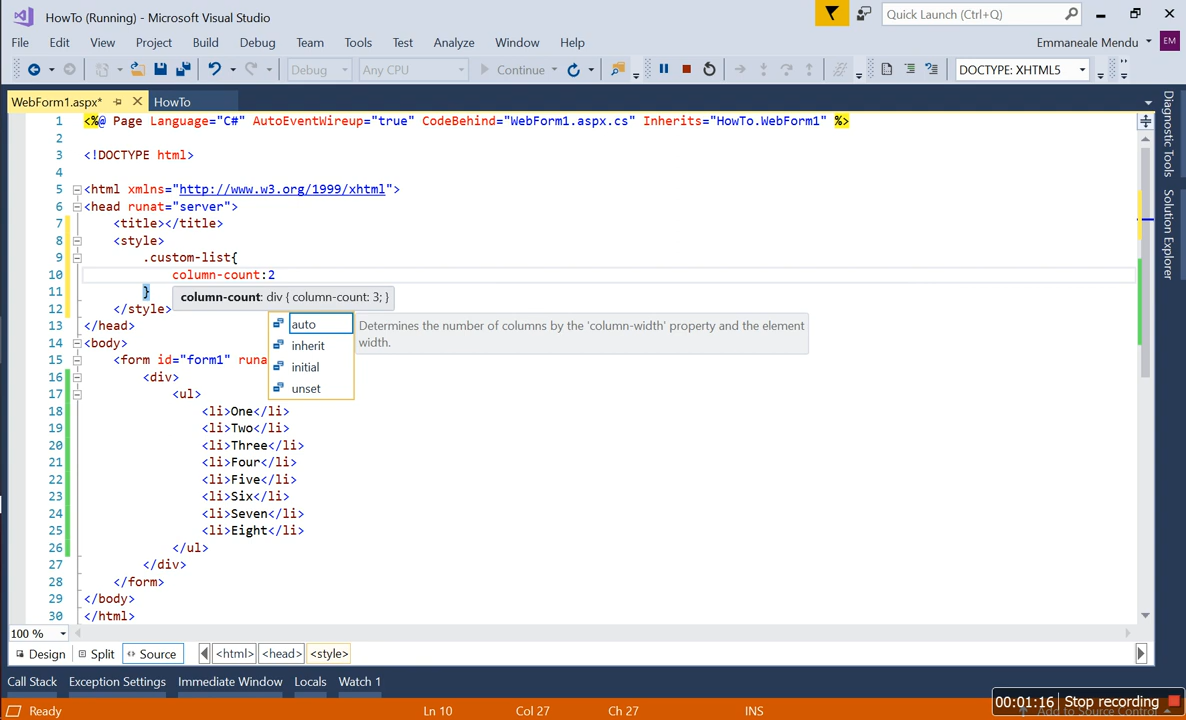 HowTo (Running) - Microsoft Visual Studio
Quick Launch (Ctrl+Q)
File Edit View Project Build Debug Team Tools Test Analyze Window Help
Emmaneale Mendu EM
Debug Any CPU Continue DOCTYPE: XHTML5
WebForm1.aspx* HowTo
1 <%@ Page Language="C#" AutoEventWireup="true" CodeBehind="WebForm1.aspx.cs" Inherits="HowTo.WebForm1" %>
2
3 <!DOCTYPE html>
4
5 <html xmlns="http://www.w3.org/1999/xhtml">
6 <head runat="server">
7 <title></title>
8 <style>
9 .custom-list{
10 column-count:2
11 }
column-count: div { column-count: 3; }
12 </style>
auto
Determines the number of columns by the 'column-width' property and the element
width.
inherit
initial
unset
13 </head>
14 <body>
15 <form id="form1" runa
16 <div>
17 <ul>
18 <li>One</li>
19 <li>Two</li>
20 <li>Three</li>
21 <li>Four</li>
22 <li>Five</li>
23 <li>Six</li>
24 <li>Seven</li>
25 <li>Eight</li>
26 </ul>
27 </div>
28 </form>
29 </body>
30 </html>
100 %
Design Split Source <html> <head> <style>
Call Stack Exception Settings Immediate Window Locals Watch 1
Ready Ln 10 Col 27 Ch 27 INS
00:01:16 Stop recording
Add to Source Control
Diagnostic Tools
Solution Explorer